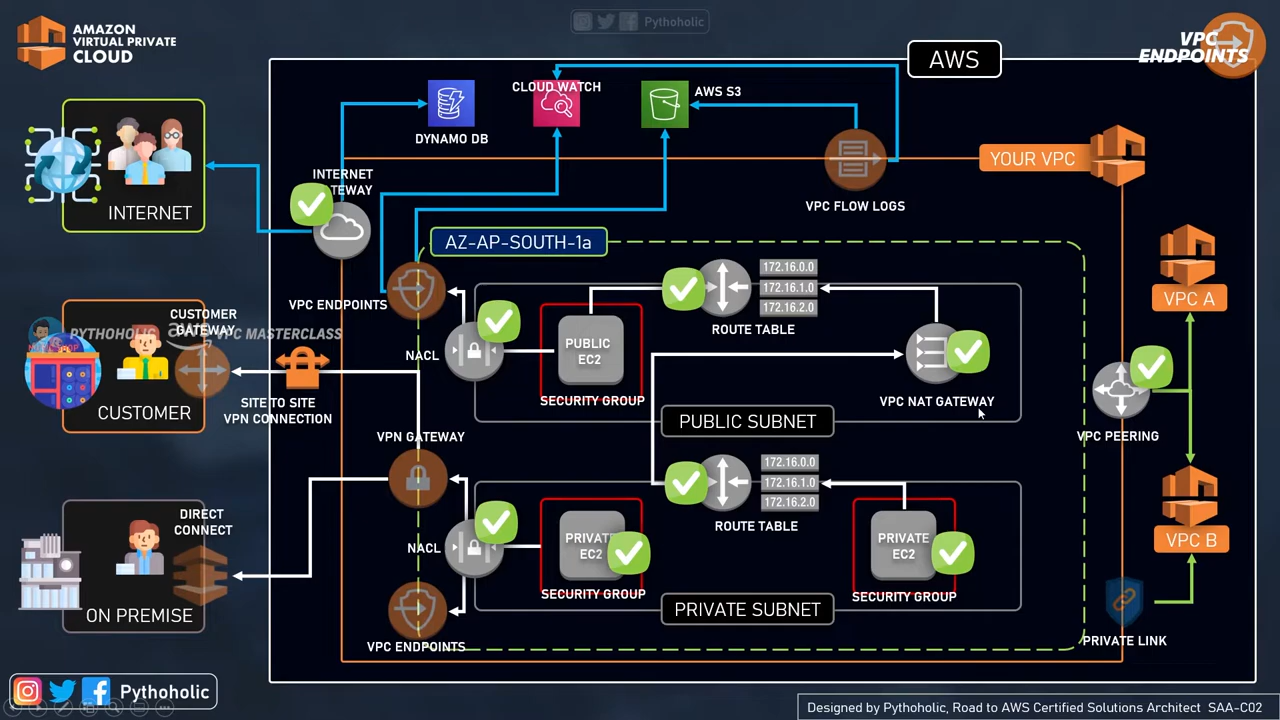 AMAZON
VIRTUAL PRIVATE
CLOUD
Pythoholic
VPC
ENDPOINTS
AWS
CLOUD WATCH
AWS S3
DYNAMO DB
YOUR VPC
INTERNET
INTERNET
TEWAY
VPC FLOW LOGS
AZ-AP-SOUTH-1a
172.16.0.0
172.16.1.0
172.16.2.0
ROUTE TABLE
VPC ENDPOINTS
VPC A
CUSTOMER
GATEWAY
PYTHOHOLIC
VPC MASTERCLASS
NACL
PUBLIC
EC2
SECURITY GROUP
VPC NAT GATEWAY
CUSTOMER
SITE TO SITE
VPN CONNECTION
PUBLIC SUBNET
VPN GATEWAY
VPC PEERING
172.16.0.0
172.16.1.0
172.16.2.0
ROUTE TABLE
DIRECT
CONNECT
NACL
PRIVATE
EC2
SECURITY GROUP
PRIVATE
EC2
SECURITY GROUP
VPC B
ON PREMISE
PRIVATE SUBNET
VPC ENDPOINTS
PRIVATE LINK
Pythoholic
Designed by Pythoholic, Road to AWS Certified Solutions Architect SAA-C02